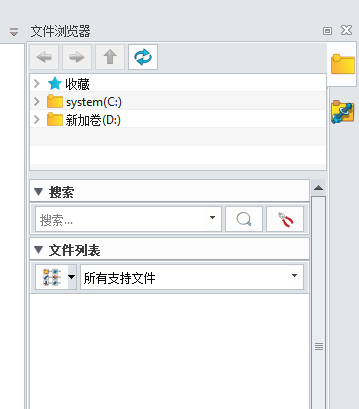 文件浏览器
收藏
system(C:)
新加卷(D:)
搜索
搜索...
文件列表
所有支持文件